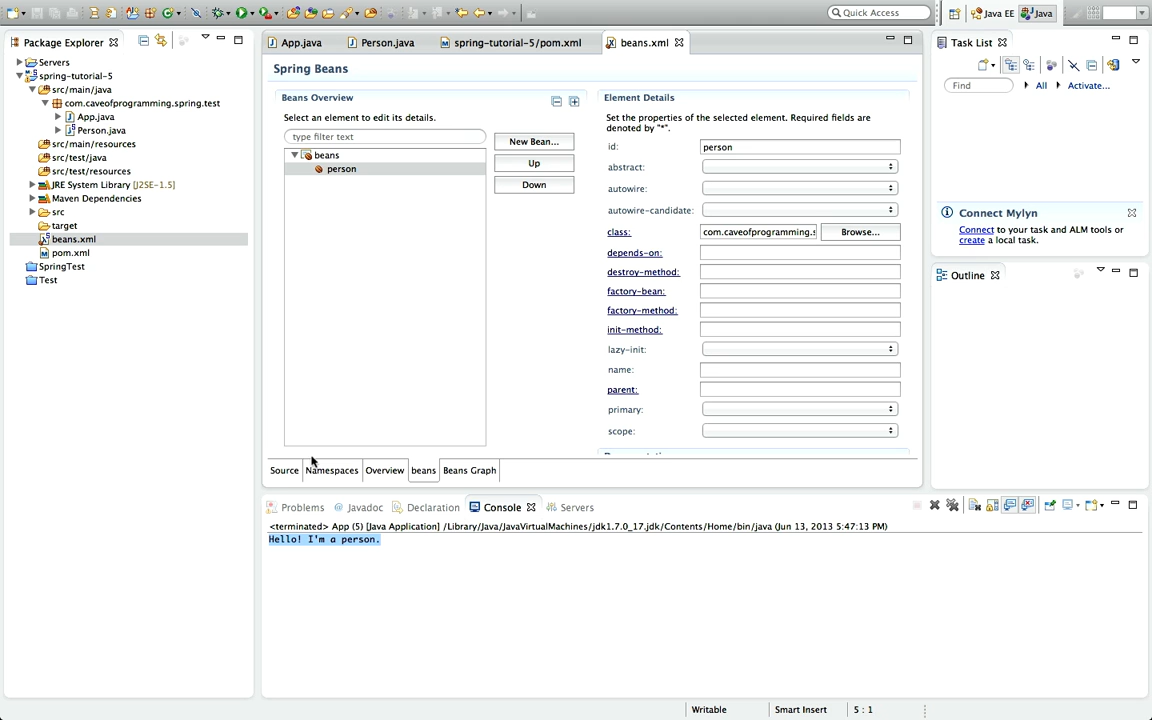 Quick Access
Java EE
Java
Package Explorer
Servers
spring-tutorial-5
src/main/java
com.caveofprogramming.spring.test
App.java
Person.java
src/main/resources
src/test/java
src/test/resources
JRE System Library [J2SE-1.5]
Maven Dependencies
src
target
beans.xml
pom.xml
SpringTest
Test
App.java
Person.java
spring-tutorial-5/pom.xml
beans.xml
Spring Beans
Beans Overview
Select an element to edit its details.
type filter text
beans
person
New Bean...
Up
Down
Element Details
Set the properties of the selected element. Required fields are
denoted by "*".
id:
person
abstract:
autowire:
autowire-candidate:
class:
com.caveofprogramming.s
Browse...
depends-on:
destroy-method:
factory-bean:
factory-method:
init-method:
lazy-init:
name:
parent:
primary:
scope:
Source
Namespaces
Overview
beans
Beans Graph
Task List
Find
All
Activate...
Connect Mylyn
Connect to your task and ALM tools or
create a local task.
Outline
Problems
@ Javadoc
Declaration
Console
Servers
<terminated> App (5) [Java Application] /Library/Java/JavaVirtualMachines/jdk1.7.0_17.jdk/Contents/Home/bin/java (Jun 13, 2013 5:47:13 PM)
Hello! I'm a person.
Writable
Smart Insert
5 : 1